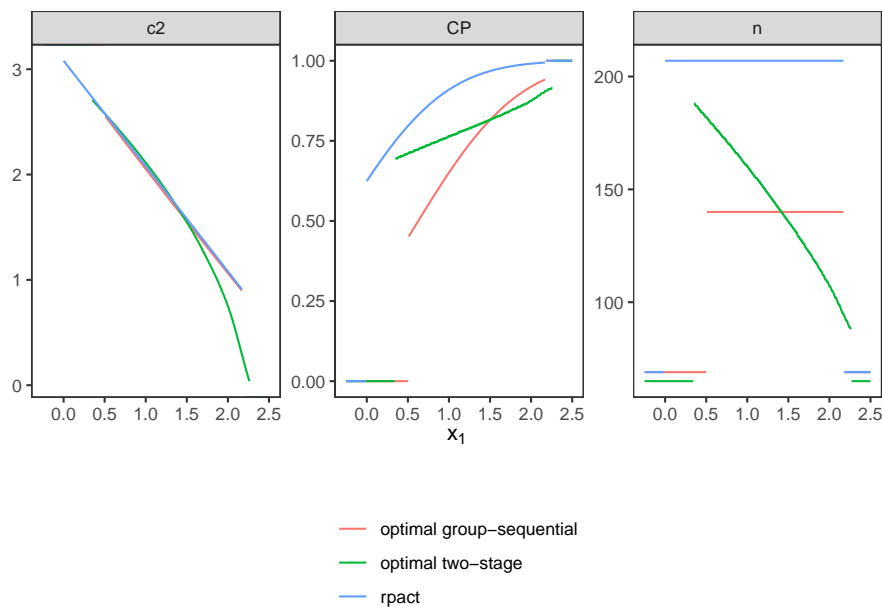 c2
CP
n
3
2
1
0
1.00
0.75
0.50
0.25
0.00
200
150
100
0.0 0.5 1.0 1.5 2.0 2.5
0.0 0.5 1.0 1.5 2.0 2.5
0.0 0.5 1.0 1.5 2.0 2.5
x₁
optimal group−sequential
optimal two−stage
rpact